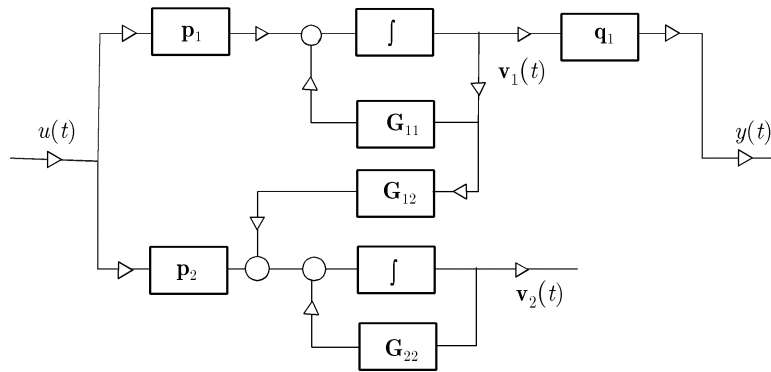 p₁
∫
q₁
v₁(t)
G₁₁
u(t)
y(t)
G₁₂
p₂
∫
v₂(t)
G₂₂